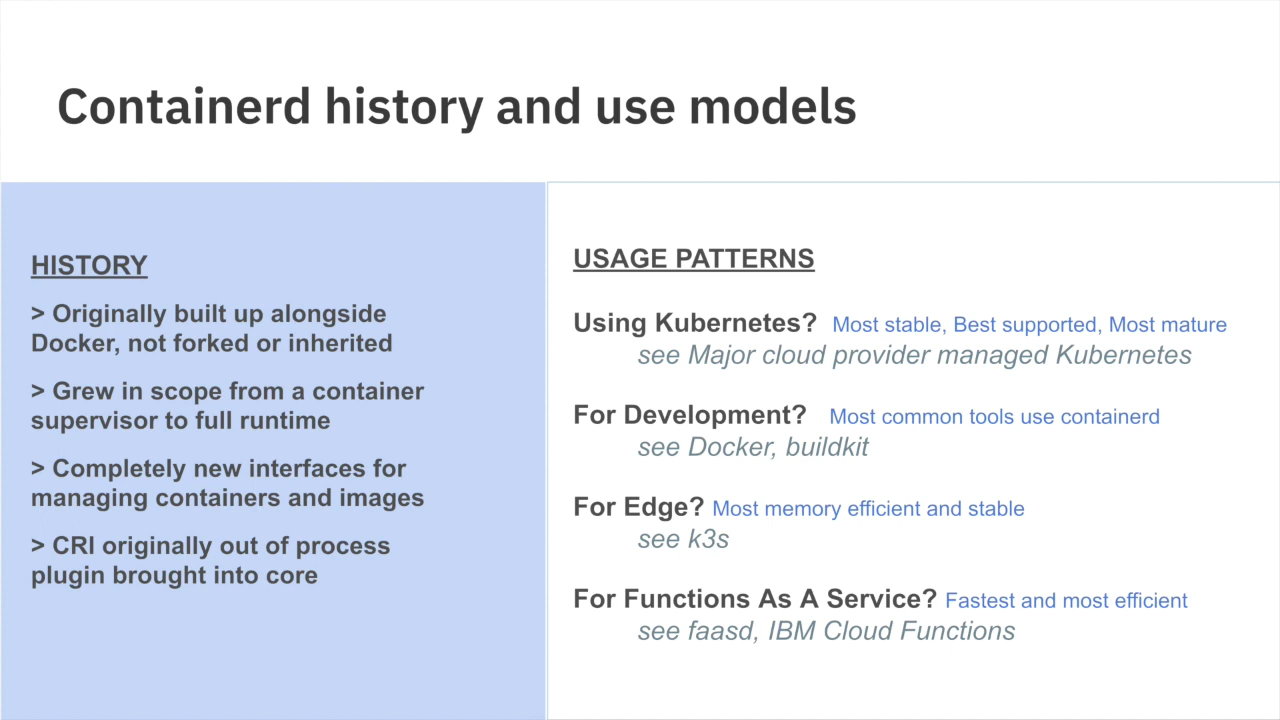 Containerd history and use models
HISTORY
> Originally built up alongside
Docker, not forked or inherited
> Grew in scope from a container
supervisor to full runtime
> Completely new interfaces for
managing containers and images
> CRI originally out of process
plugin brought into core
USAGE PATTERNS
Using Kubernetes? Most stable, Best supported, Most mature
see Major cloud provider managed Kubernetes
For Development? Most common tools use containerd
see Docker, buildkit
For Edge? Most memory efficient and stable
see k3s
For Functions As A Service? Fastest and most efficient
see faasd, IBM Cloud Functions